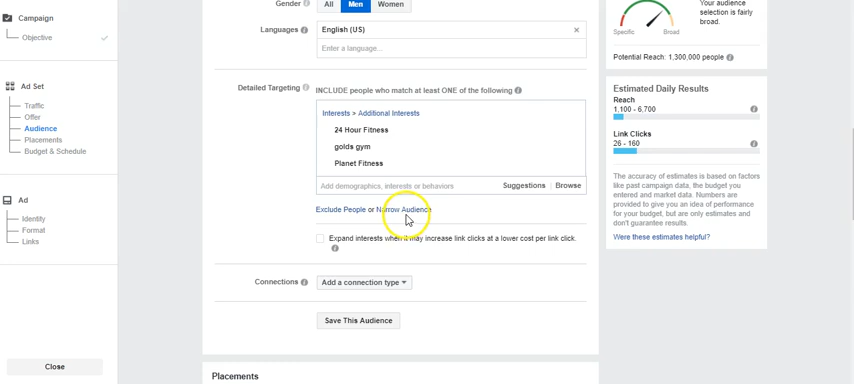 Campaign
Objective
Ad Set
Traffic
Offer
Audience
Placements
Budget & Schedule
Ad
Identity
Format
Links
Close
Gender All Men Women
Languages English (US)
Enter a language...
Detailed Targeting INCLUDE people who match at least ONE of the following
Interests > Additional Interests
24 Hour Fitness
golds gym
Planet Fitness
Add demographics, interests or behaviors Suggestions Browse
Exclude People or Narrow Audience
Expand interests when it may increase link clicks at a lower cost per link click.
Connections Add a connection type
Save This Audience
Placements
Your audience
selection is fairly
broad.
Specific Broad
Potential Reach: 1,300,000 people
Estimated Daily Results
Reach
1,100 - 6,700
Link Clicks
26 - 160
The accuracy of estimates is based on factors
like past campaign data, the budget you
entered and market data. Numbers are
provided to give you an idea of performance
for your budget, but are only estimates and
don't guarantee results.
Were these estimates helpful?